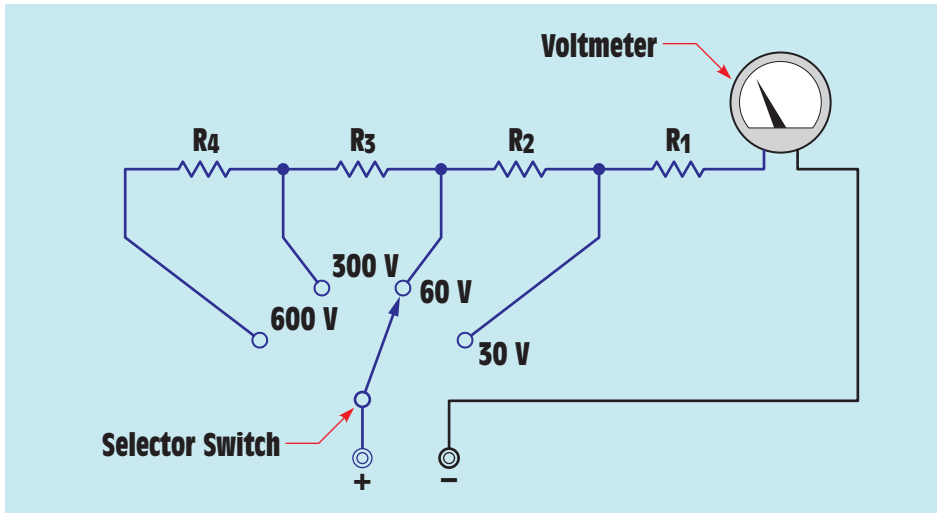 Voltmeter
R4
R3
R2
R1
300 V
60 V
600 V
30 V
Selector Switch
+
−